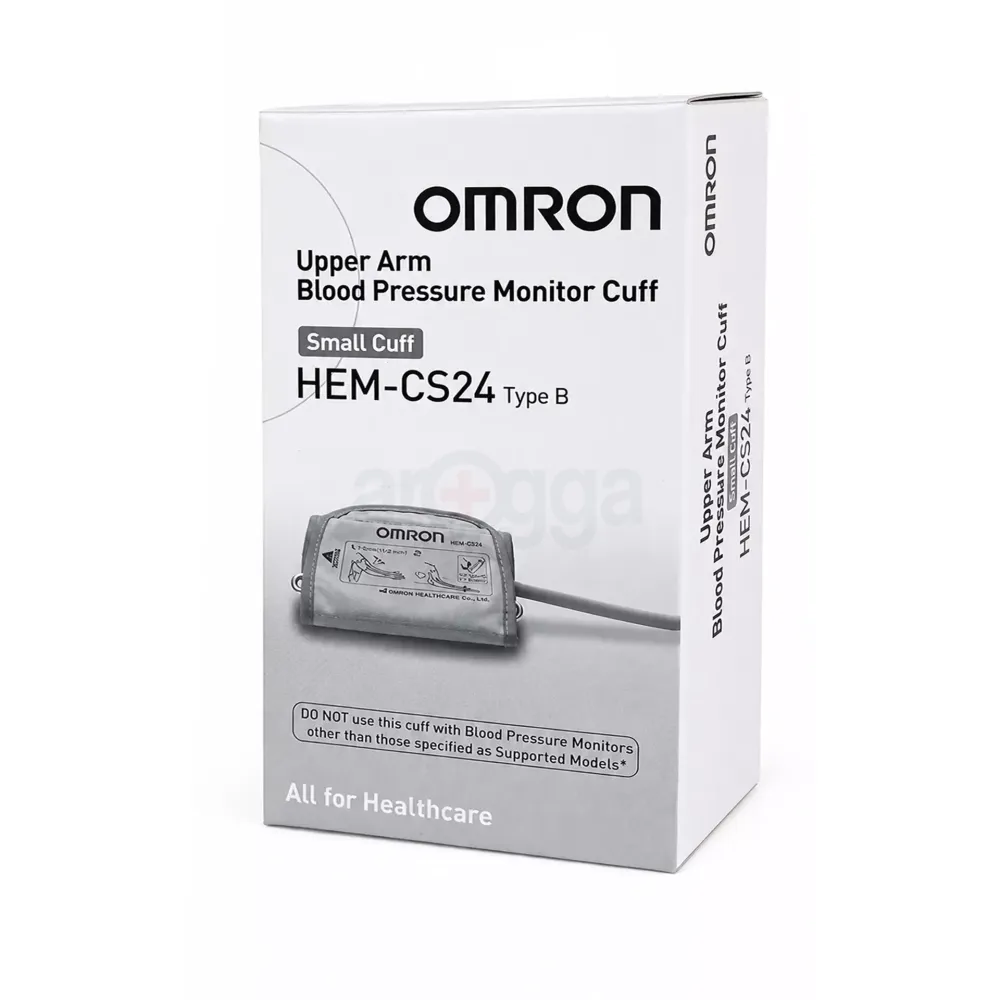 OMRON
Upper Arm
Blood Pressure Monitor Cuff
Small Cuff
HEM-CS24 Type B
arogga
OMRON
HEM-CS24
OMRON HEALTHCARE Co., Ltd.
DO NOT use this cuff with Blood Pressure Monitors
other than those specified as Supported Models*
All for Healthcare
OMRON
Upper Arm
Blood Pressure Monitor Cuff
Small Cuff
HEM-CS24 Type B